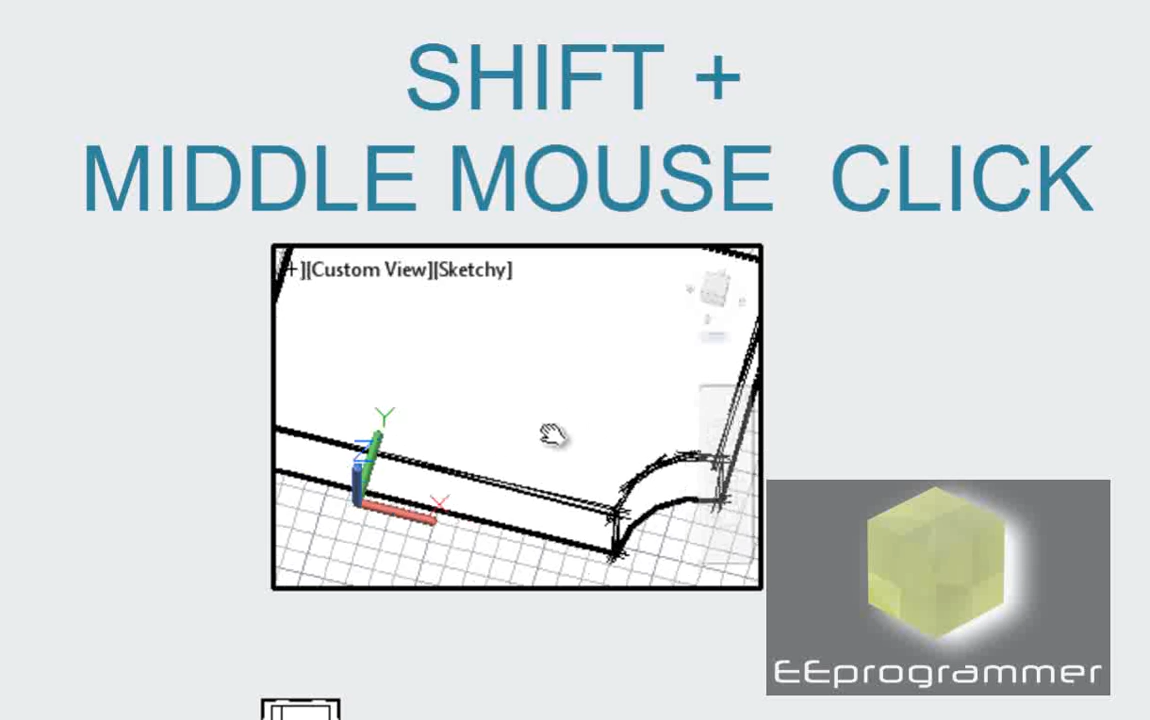 SHIFT +
MIDDLE MOUSE CLICK
+][Custom View][Sketchy]
Y
Z
X
EEprogrammer